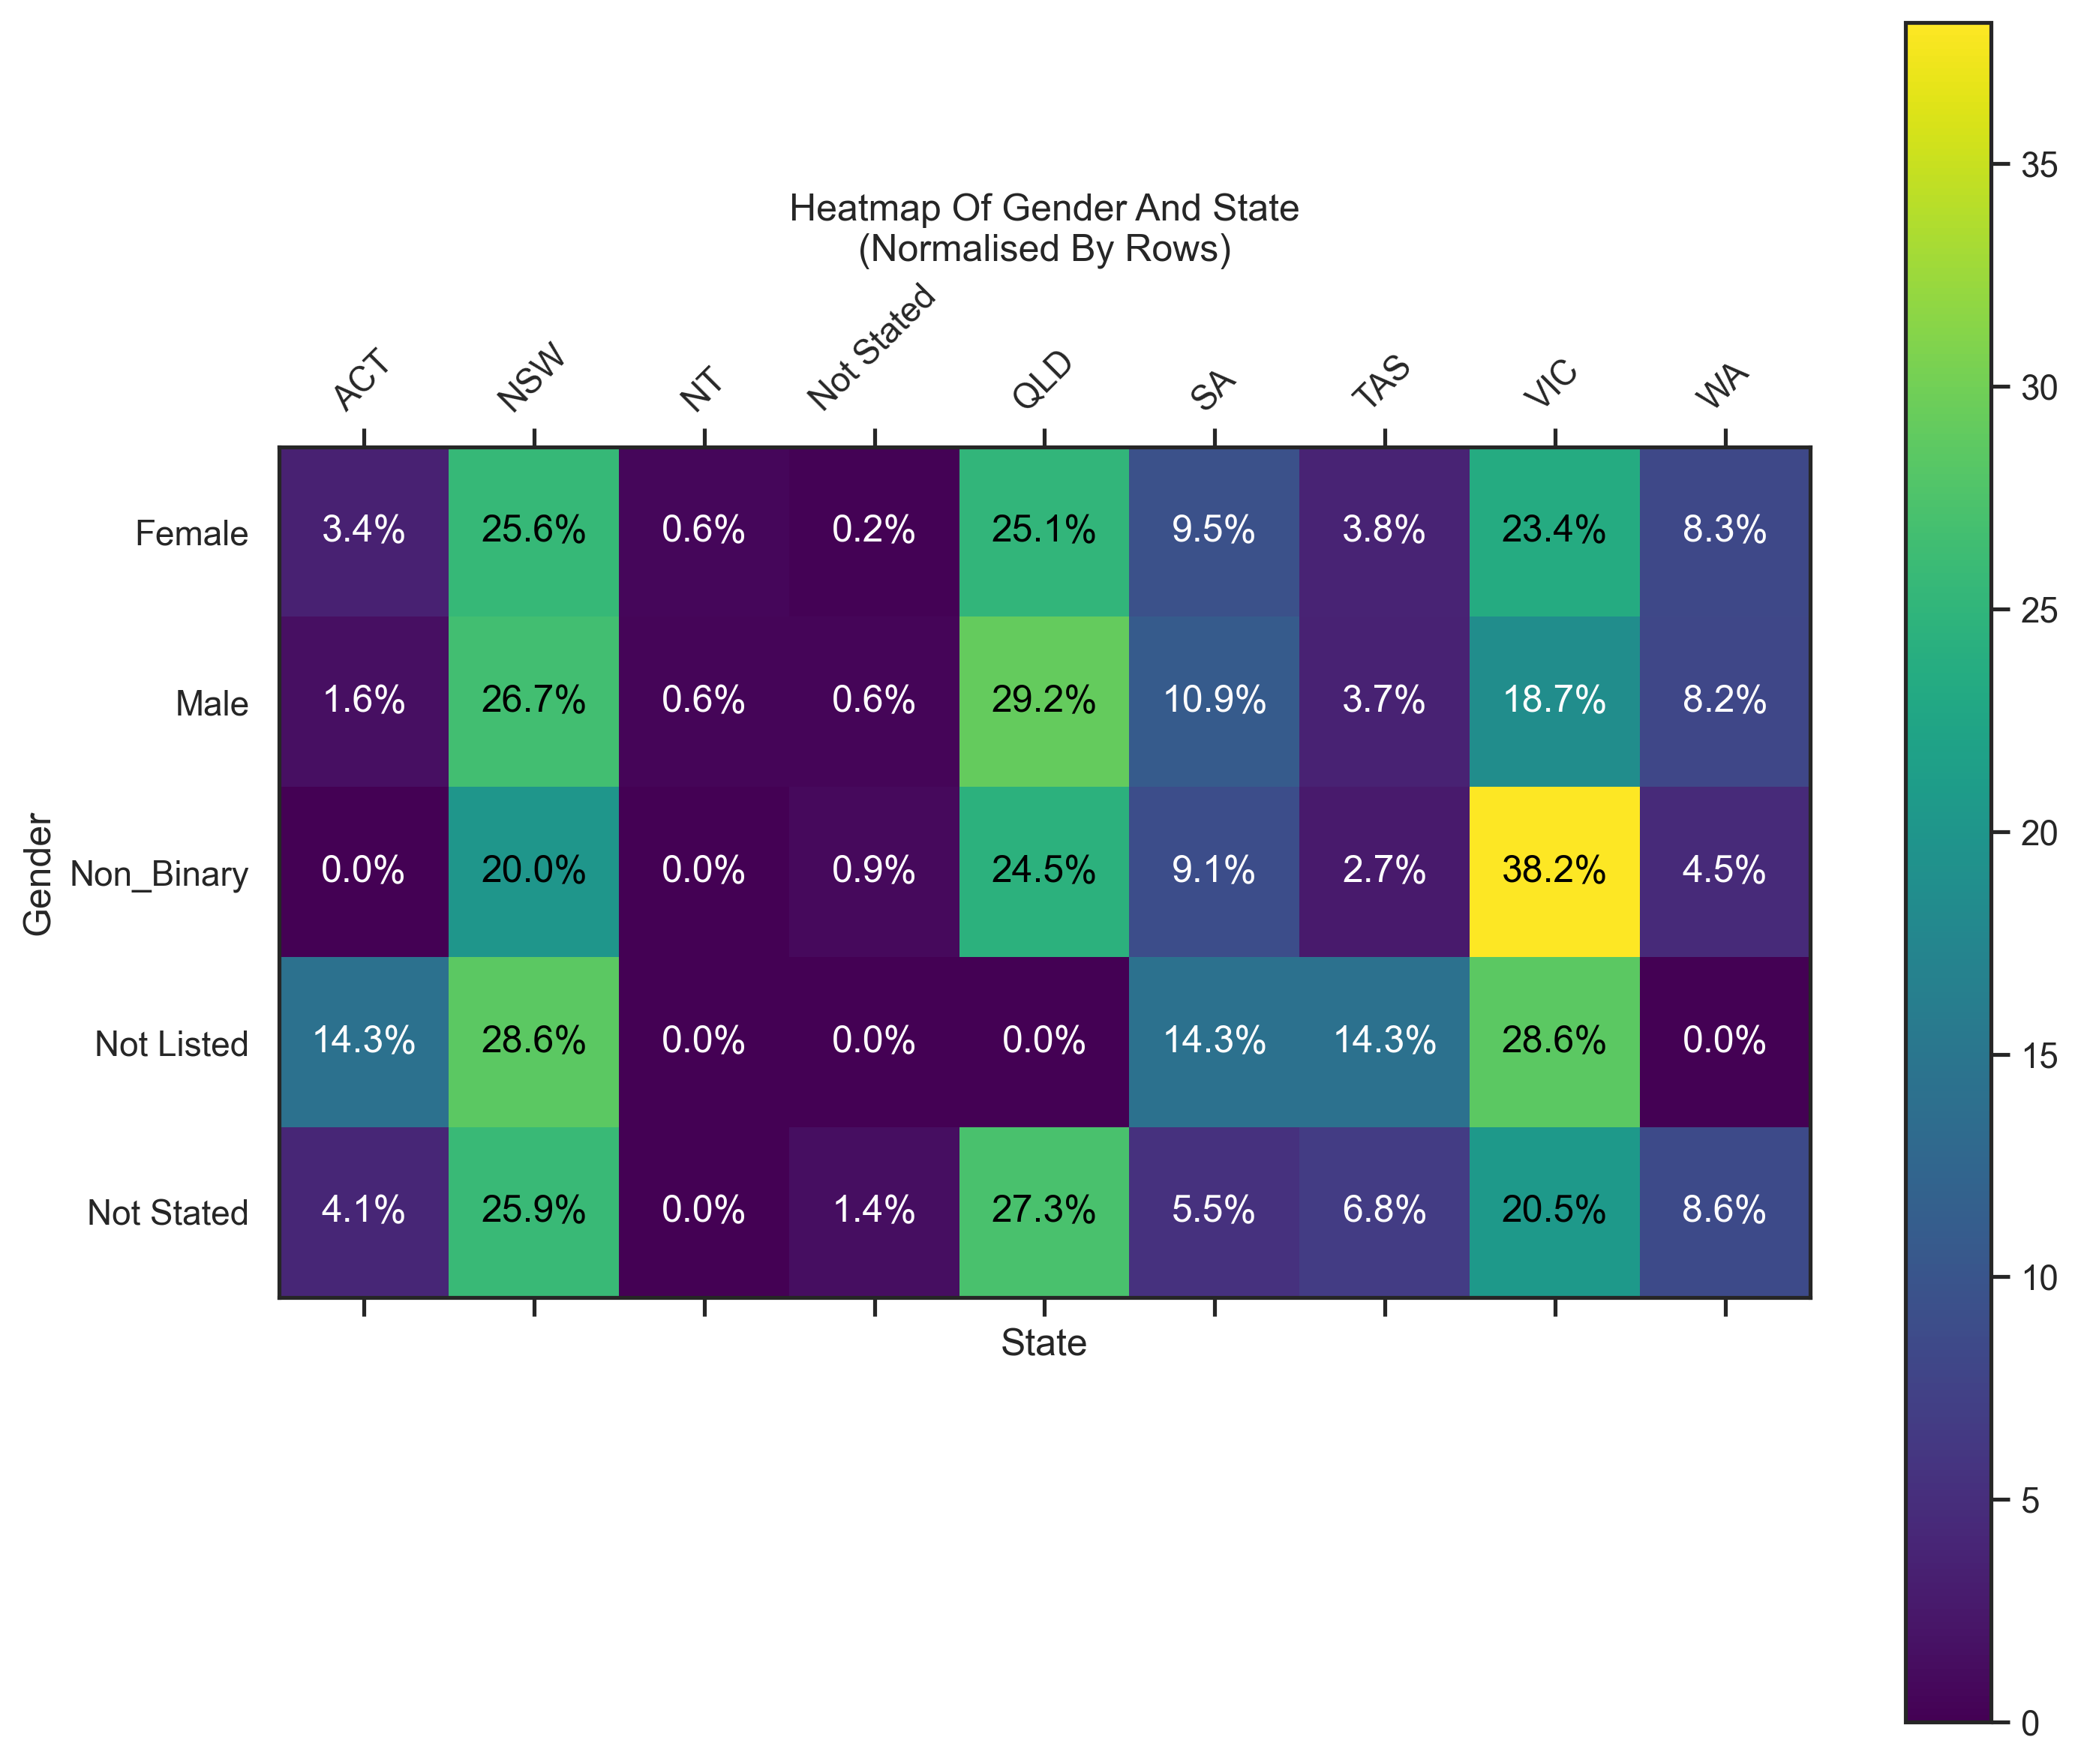 Heatmap Of Gender And State
(Normalised By Rows)
ACT NSW NT Not Stated QLD SA TAS VIC WA
Gender
Female 3.4% 25.6% 0.6% 0.2% 25.1% 9.5% 3.8% 23.4% 8.3%
Male 1.6% 26.7% 0.6% 0.6% 29.2% 10.9% 3.7% 18.7% 8.2%
Non_Binary 0.0% 20.0% 0.0% 0.9% 24.5% 9.1% 2.7% 38.2% 4.5%
Not Listed 14.3% 28.6% 0.0% 0.0% 0.0% 14.3% 14.3% 28.6% 0.0%
Not Stated 4.1% 25.9% 0.0% 1.4% 27.3% 5.5% 6.8% 20.5% 8.6%
State
35
30
25
20
15
10
5
0